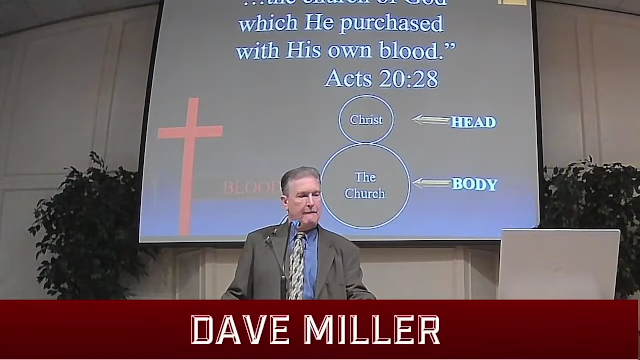 …the church of God
which He purchased
with His own blood."
Acts 20:28
Christ
HEAD
BLOOD
The
Church
BODY
DAVE MILLER